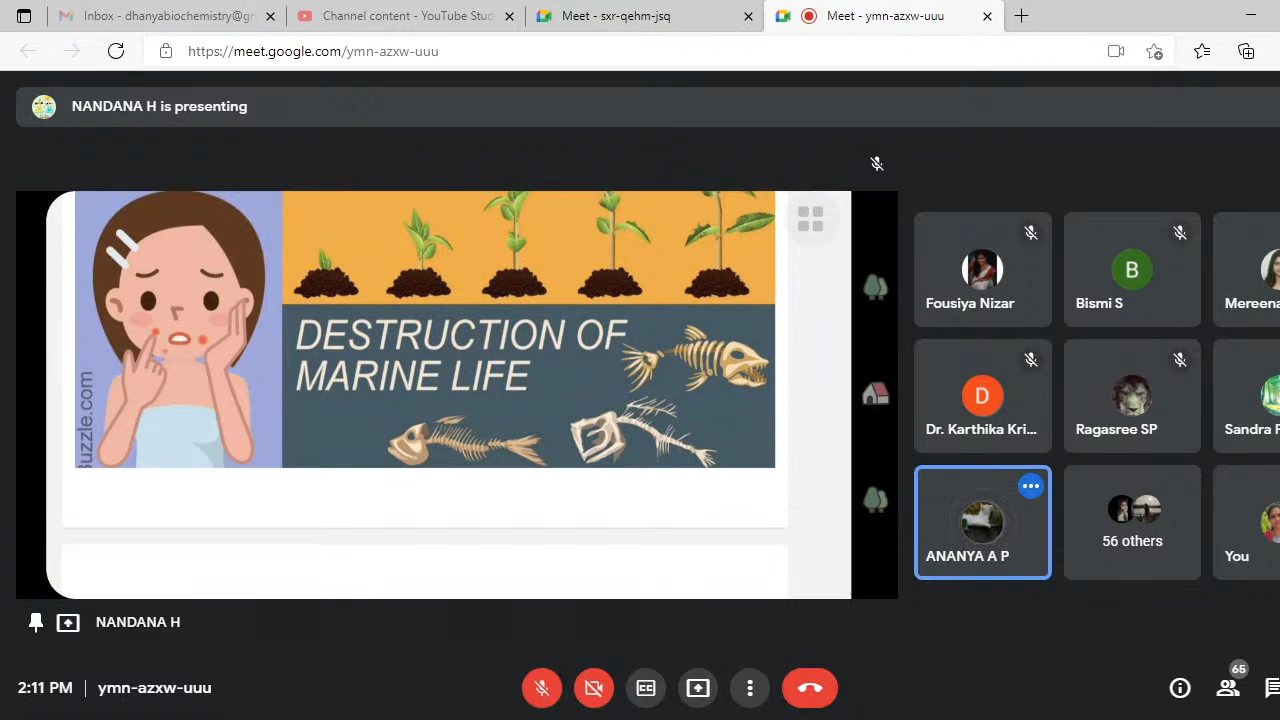 Inbox - dhanyabiochemistry@gm
Channel content - YouTube Stud
Meet - sxr-qehm-jsq
Meet - ymn-azxw-uuu
https://meet.google.com/ymn-azxw-uuu
NANDANA H is presenting
DESTRUCTION OF
MARINE LIFE
Buzzle.com
Fousiya Nizar
B
Bismi S
Mereena
D
Dr. Karthika Kri...
Ragasree SP
Sandra P
ANANYA A P
56 others
You
NANDANA H
2:11 PM
ymn-azxw-uuu
CC
65